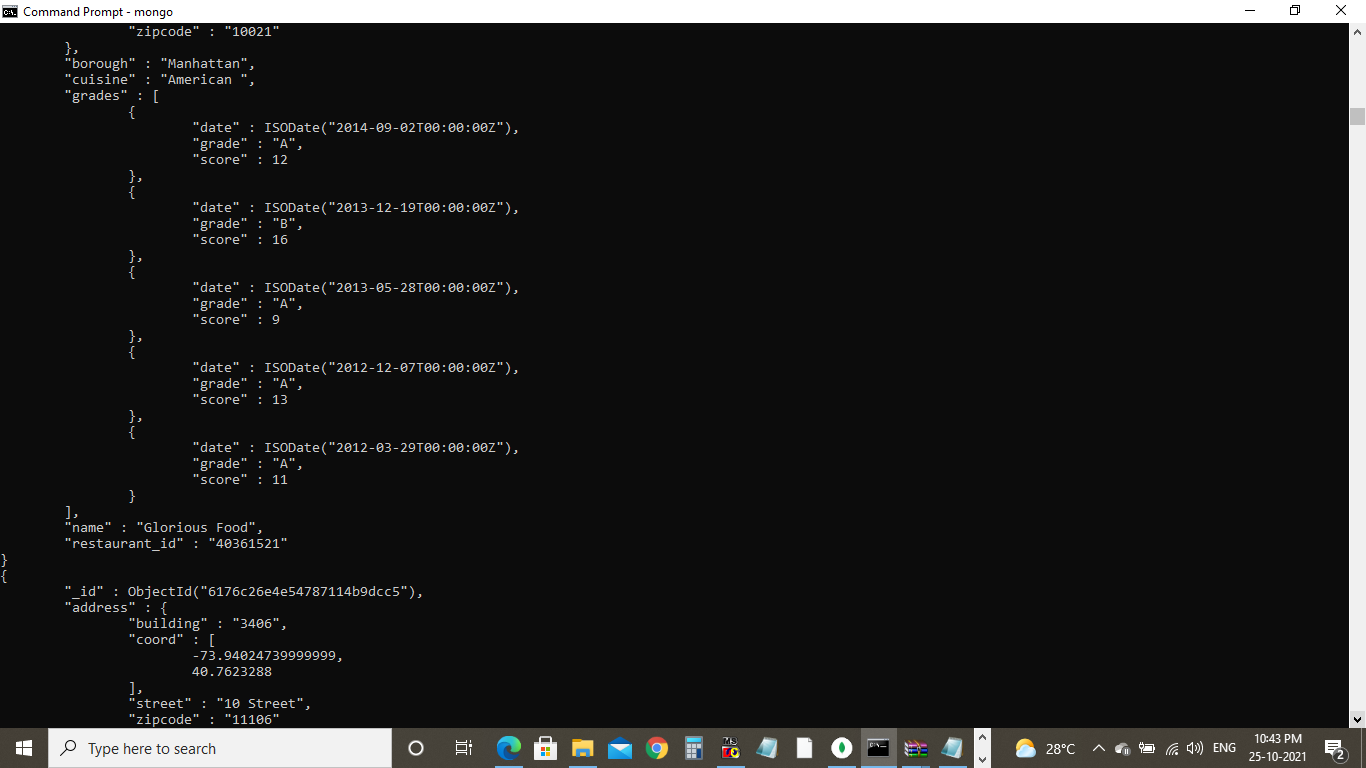 Command Prompt - mongo
"zipcode" : "10021"
},
"borough" : "Manhattan",
"cuisine" : "American ",
"grades" : [
{
"date" : ISODate("2014-09-02T00:00:00Z"),
"grade" : "A",
"score" : 12
},
{
"date" : ISODate("2013-12-19T00:00:00Z"),
"grade" : "B",
"score" : 16
},
{
"date" : ISODate("2013-05-28T00:00:00Z"),
"grade" : "A",
"score" : 9
},
{
"date" : ISODate("2012-12-07T00:00:00Z"),
"grade" : "A",
"score" : 13
},
{
"date" : ISODate("2012-03-29T00:00:00Z"),
"grade" : "A",
"score" : 11
}
],
"name" : "Glorious Food",
"restaurant_id" : "40361521"
}
{
"_id" : ObjectId("6176c26e4e54787114b9dcc5"),
"address" : {
"building" : "3406",
"coord" : [
-73.94024739999999,
40.7623288
],
"street" : "10 Street",
"zipcode" : "11106"
Type here to search
28°C
ENG
10:43 PM
25-10-2021
2